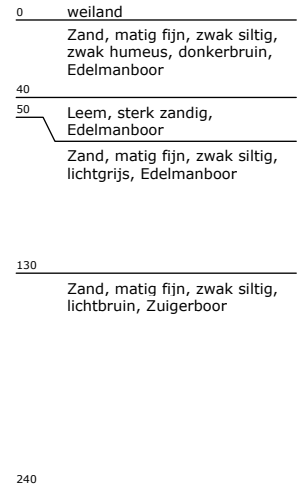 0 weiland
Zand, matig fijn, zwak siltig,
zwak humeus, donkerbruin,
Edelmanboor
40
50 Leem, sterk zandig,
Edelmanboor
Zand, matig fijn, zwak siltig,
lichtgrijs, Edelmanboor
130
Zand, matig fijn, zwak siltig,
lichtbruin, Zuigerboor
240